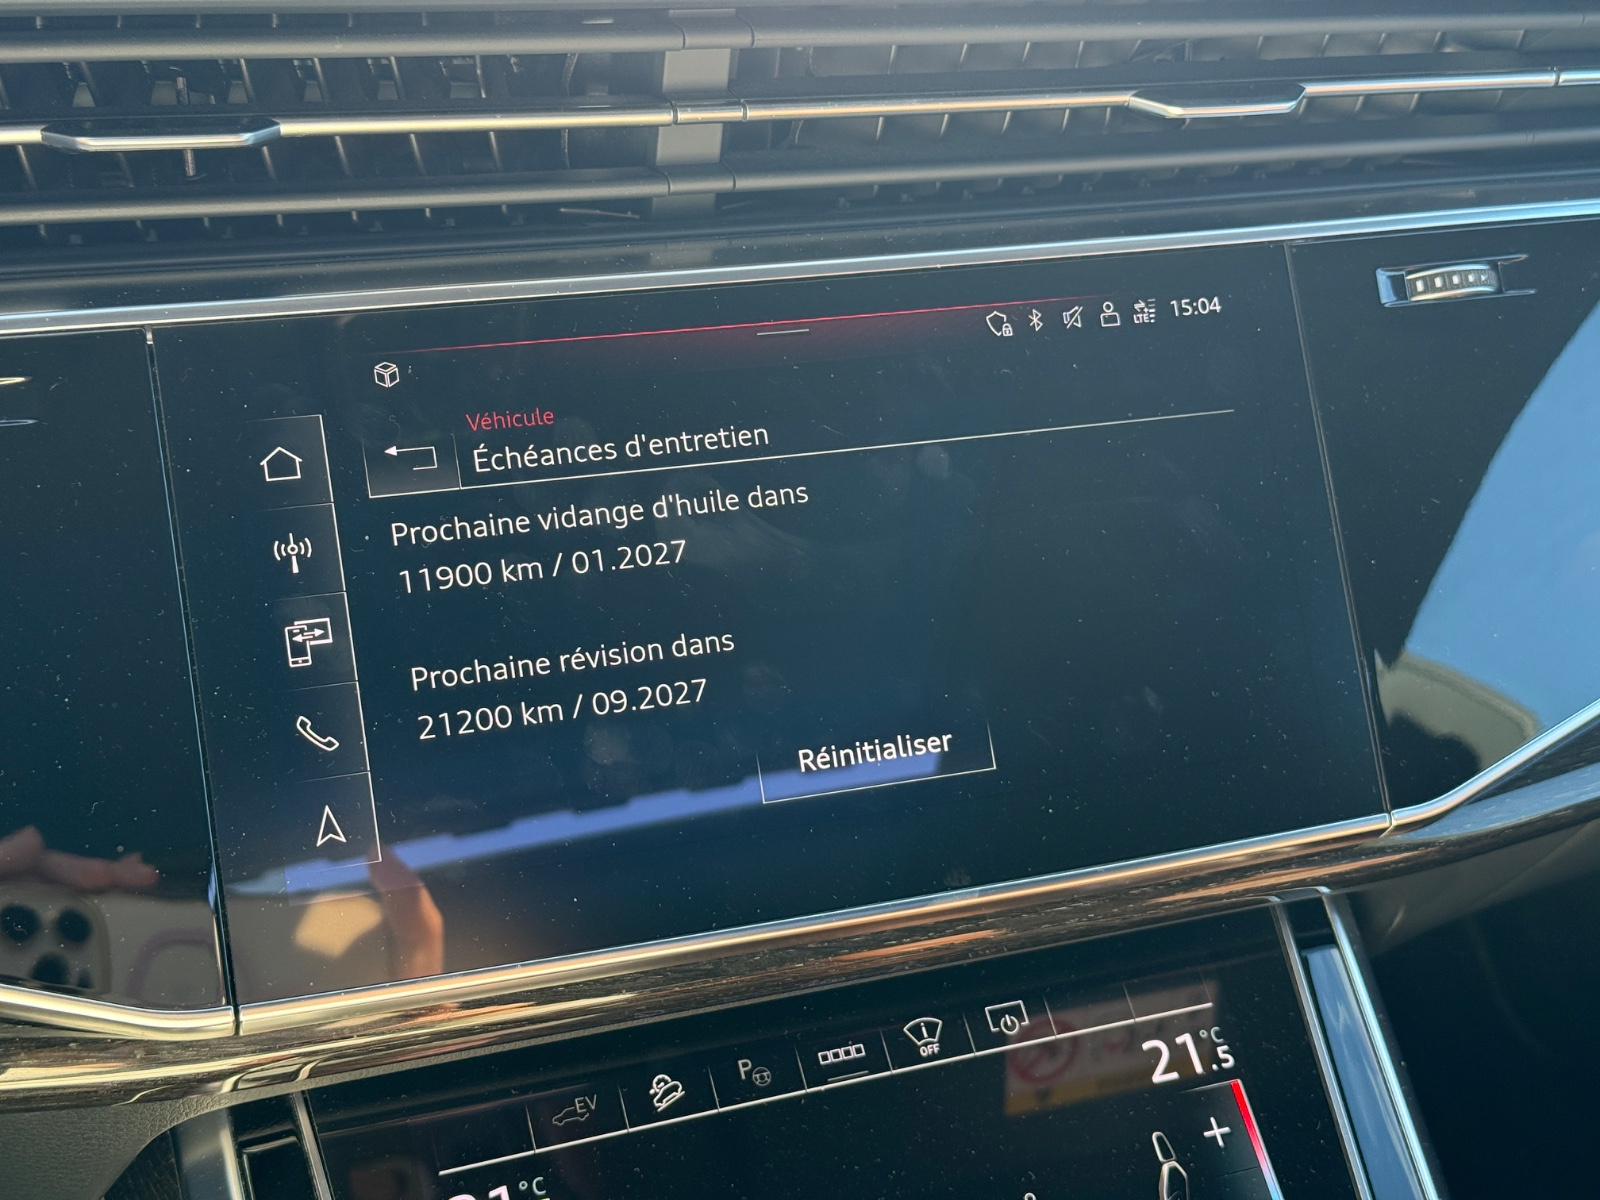 LTE 15:04
Véhicule
Échéances d'entretien
Prochaine vidange d'huile dans
11900 km / 01.2027
Prochaine révision dans
21200 km / 09.2027
Réinitialiser
EV
P
OFF
21.5 °C
+
°C